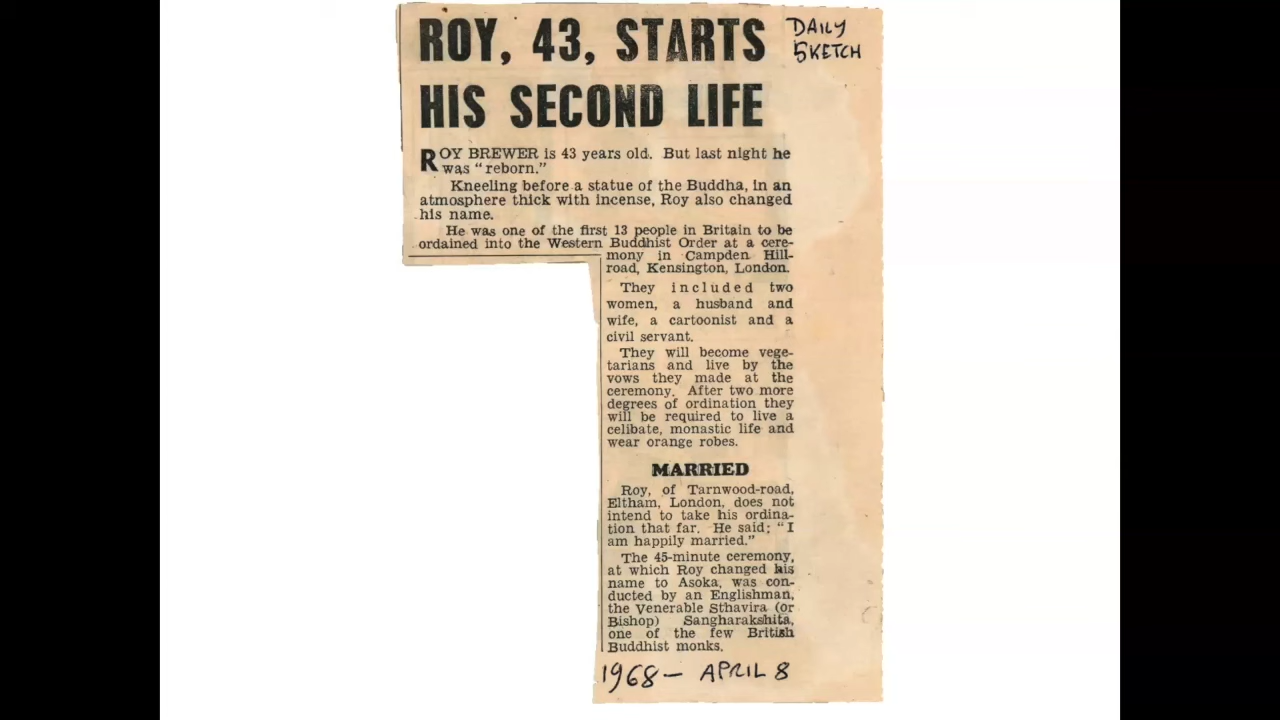 ROY, 43, STARTS
HIS SECOND LIFE
DAILY
SKETCH
ROY BREWER is 43 years old. But last night he
was "reborn."
Kneeling before a statue of the Buddha, in an
atmosphere thick with incense, Roy also changed
his name.
He was one of the first 13 people in Britain to be
ordained into the Western Buddhist Order at a cere-
mony in Campden Hill-
road, Kensington, London.
They included two
women, a husband and
wife, a cartoonist and a
civil servant.
They will become vege-
tarians and live by the
vows they made at the
ceremony. After two more
degrees of ordination they
will be required to live a
celibate, monastic life and
wear orange robes.
MARRIED
Roy, of Tarnwood-road,
Eltham, London, does not
intend to take his ordina-
tion that far. He said: "I
am happily married."
The 45-minute ceremony,
at which Roy changed his
name to Asoka, was con-
ducted by an Englishman,
the Venerable Sthavira (or
Bishop) Sangharakshita,
one of the few British
Buddhist monks.
1968 — APRIL 8